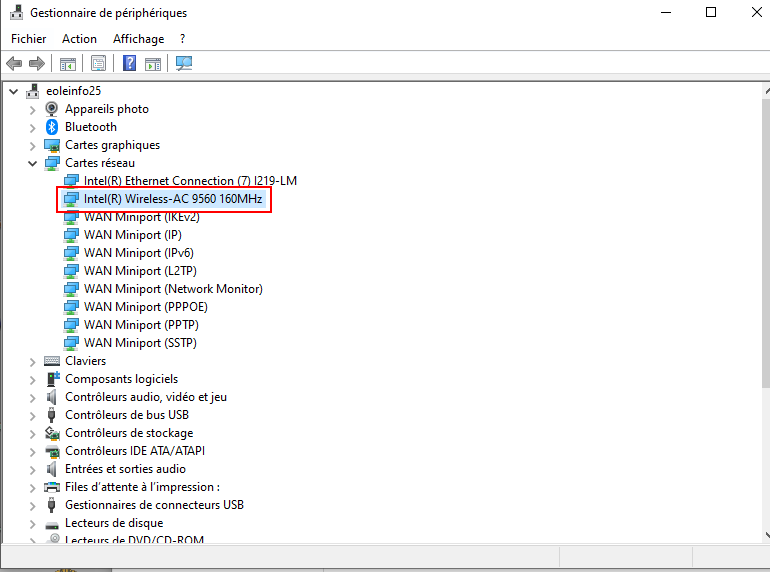 Gestionnaire de périphériques
Fichier Action Affichage ?
eoleinfo25
Appareils photo
Bluetooth
Cartes graphiques
Cartes réseau
Intel(R) Ethernet Connection (7) I219-LM
Intel(R) Wireless-AC 9560 160MHz
WAN Miniport (IKEv2)
WAN Miniport (IP)
WAN Miniport (IPv6)
WAN Miniport (L2TP)
WAN Miniport (Network Monitor)
WAN Miniport (PPPOE)
WAN Miniport (PPTP)
WAN Miniport (SSTP)
Claviers
Composants logiciels
Contrôleurs audio, vidéo et jeu
Contrôleurs de bus USB
Contrôleurs de stockage
Contrôleurs IDE ATA/ATAPI
Entrées et sorties audio
Files d'attente à l'impression :
Gestionnaires de connecteurs USB
Lecteurs de disque
Lecteurs de DVD/CD-ROM